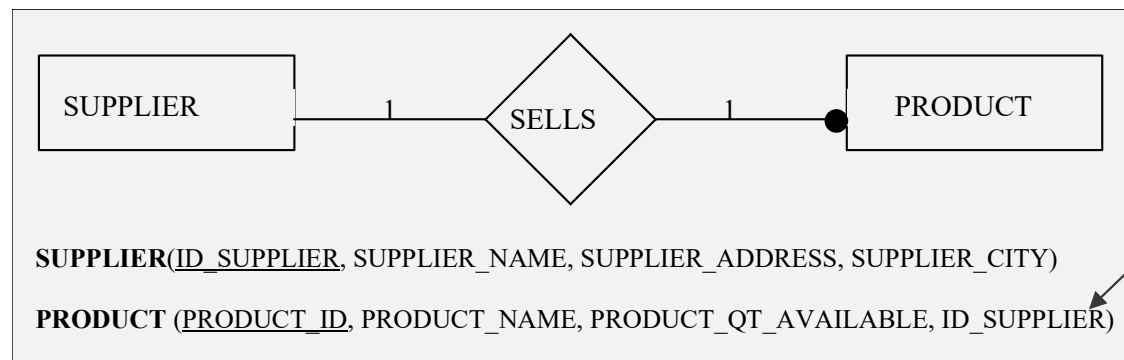 SUPPLIER 1 SELLS 1 PRODUCT
SUPPLIER(ID_SUPPLIER, SUPPLIER_NAME, SUPPLIER_ADDRESS, SUPPLIER_CITY)
PRODUCT (PRODUCT_ID, PRODUCT_NAME, PRODUCT_QT_AVAILABLE, ID_SUPPLIER)